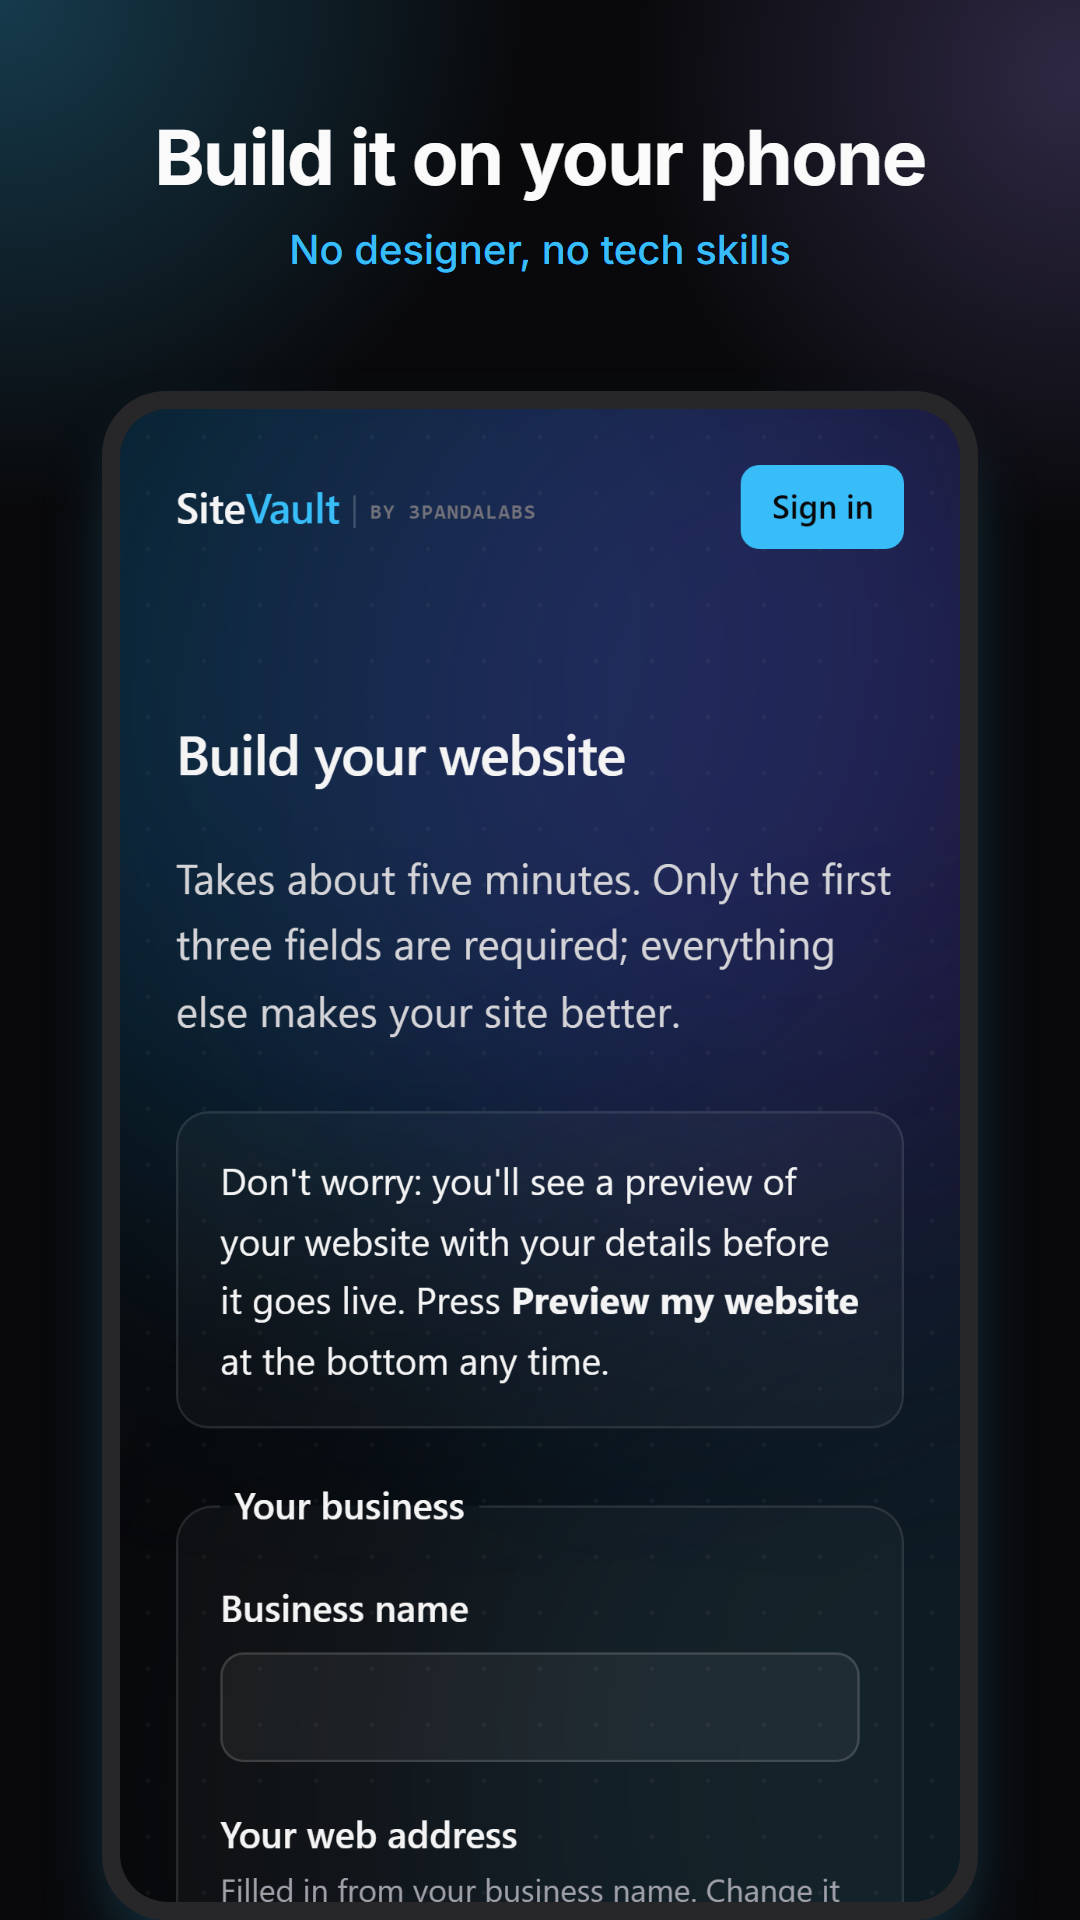 Build it on your phone
No designer, no tech skills
SiteVault | BY 3PANDALABS
Sign in
Build your website
Takes about five minutes. Only the first
three fields are required; everything
else makes your site better.
Don't worry: you'll see a preview of
your website with your details before
it goes live. Press Preview my website
at the bottom any time.
Your business
Business name
Your web address
Filled in from your business name. Change it